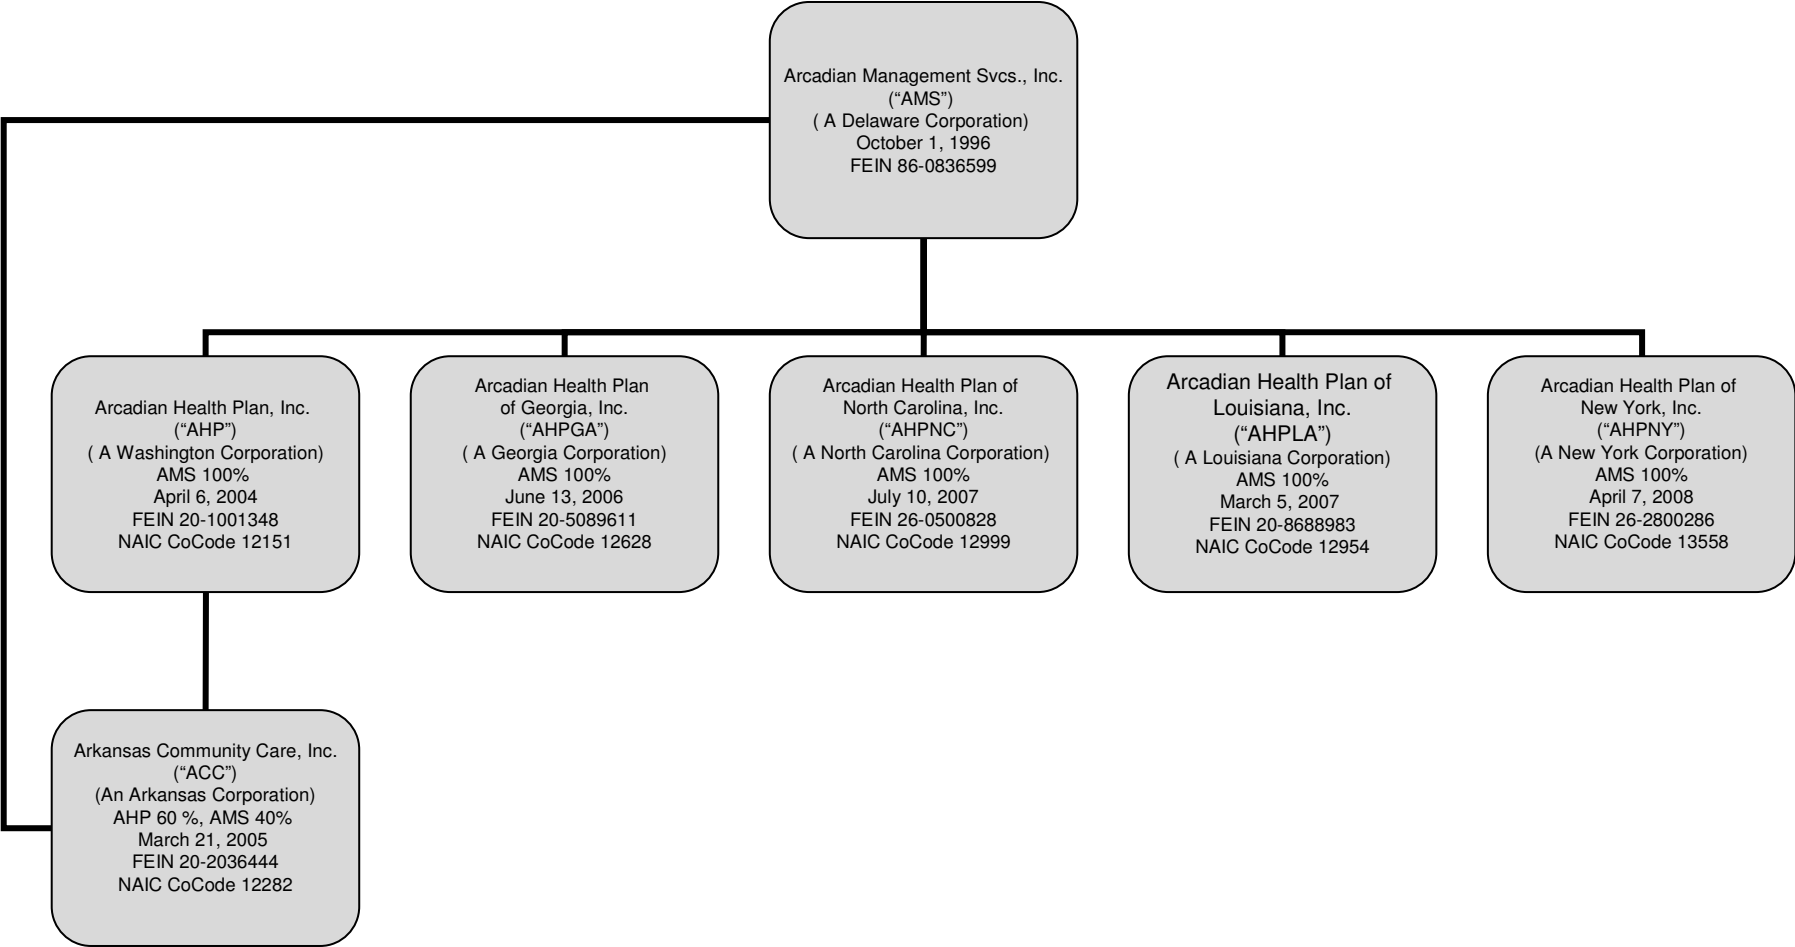 Arcadian Management Svcs., Inc.
(“AMS”)
( A Delaware Corporation)
October 1, 1996
FEIN 86-0836599
Arcadian Health Plan, Inc.
(“AHP”)
( A Washington Corporation)
AMS 100%
April 6, 2004
FEIN 20-1001348
NAIC CoCode 12151
Arcadian Health Plan
of Georgia, Inc.
(“AHPGA”)
( A Georgia Corporation)
AMS 100%
June 13, 2006
FEIN 20-5089611
NAIC CoCode 12628
Arcadian Health Plan of
North Carolina, Inc.
(“AHPNC”)
( A North Carolina Corporation)
AMS 100%
July 10, 2007
FEIN 26-0500828
NAIC CoCode 12999
Arcadian Health Plan of
Louisiana, Inc.
(“AHPLA”)
( A Louisiana Corporation)
AMS 100%
March 5, 2007
FEIN 20-8688983
NAIC CoCode 12954
Arcadian Health Plan of
New York, Inc.
(“AHPNY”)
(A New York Corporation)
AMS 100%
April 7, 2008
FEIN 26-2800286
NAIC CoCode 13558
Arkansas Community Care, Inc.
(“ACC”)
(An Arkansas Corporation)
AHP 60 %, AMS 40%
March 21, 2005
FEIN 20-2036444
NAIC CoCode 12282